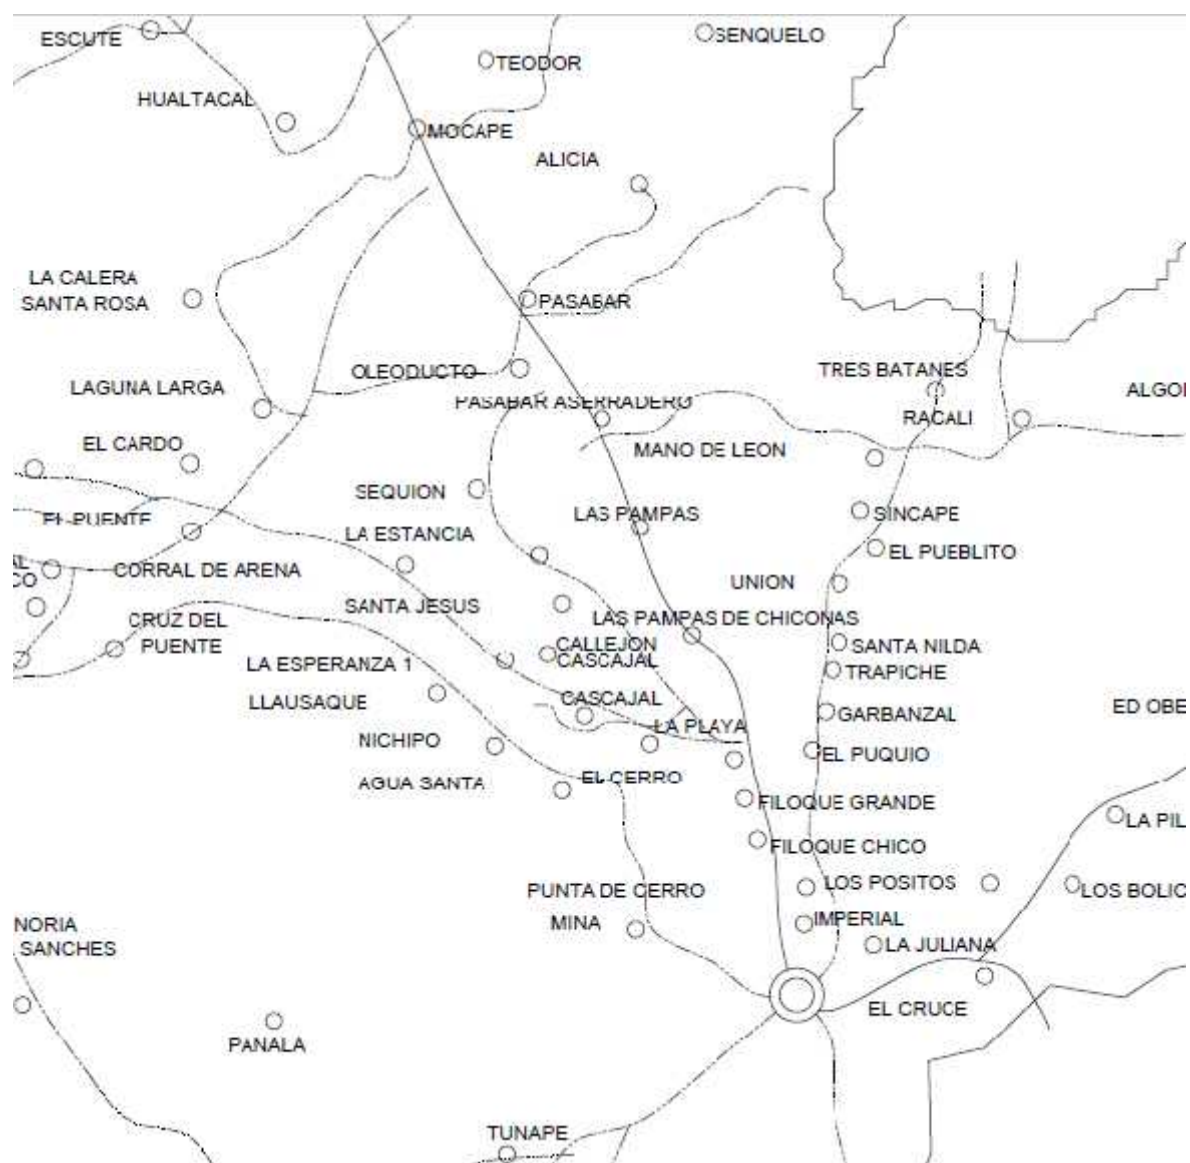 ESCUTE
SENQUELO
TEODOR
HUALTACAL
MOCAPE
ALICIA
LA CALERA
SANTA ROSA
PASABAR
OLEODUCTO
TRES BATANES
LAGUNA LARGA
ALGO
PASABAR ASERRADERO
RACALI
EL CARDO
MANO DE LEON
SEQUION
LAS PAMPAS
SINCAPE
EL PUENTE
LA ESTANCIA
EL PUEBLITO
AL
CO
CORRAL DE ARENA
UNION
SANTA JESUS
LAS PAMPAS DE CHICONAS
CRUZ DEL
PUENTE
CALLEJON
CASCAJAL
SANTA NILDA
LA ESPERANZA 1
TRAPICHE
LLAUSAQUE
CASCAJAL
GARBANZAL
ED OBE
LA PLAYA
NICHIPO
EL PUQUIO
AGUA SANTA
EL CERRO
FILOQUE GRANDE
LA PIL
FILOQUE CHICO
PUNTA DE CERRO
LOS POSITOS
LOS BOLIC
MINA
IMPERIAL
NORIA
SANCHES
LA JULIANA
EL CRUCE
PANALA
TUNAPE